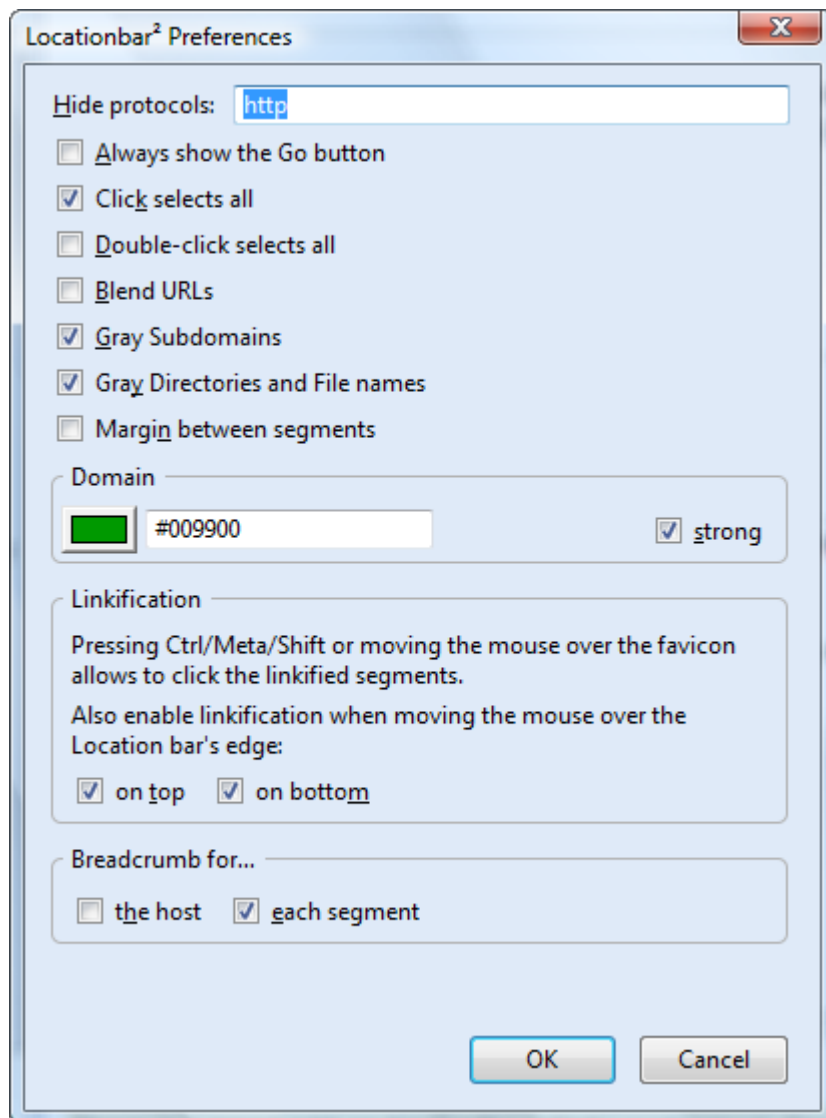 Locationbar² Preferences
Hide protocols: http
Always show the Go button
Click selects all
Double-click selects all
Blend URLs
Gray Subdomains
Gray Directories and File names
Margin between segments
Domain
#009900 strong
Linkification
Pressing Ctrl/Meta/Shift or moving the mouse over the favicon
allows to click the linkified segments.
Also enable linkification when moving the mouse over the
Location bar's edge:
on top on bottom
Breadcrumb for...
the host each segment
OK Cancel